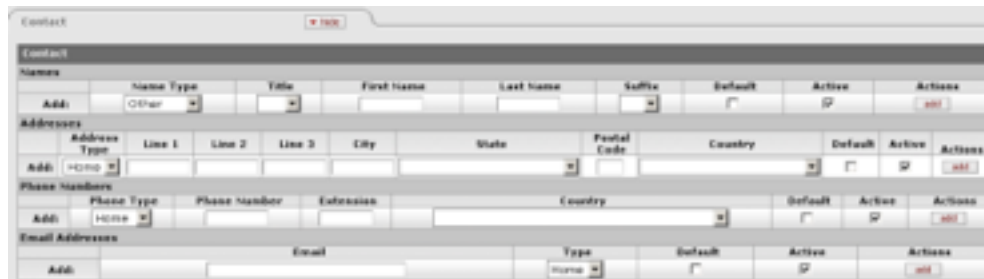 Contact hide
Contact
Names
Name Type Title First Name Last Name Suffix Default Active Actions
Add: Other add
Addresses
Address Type Line 1 Line 2 Line 3 City State Postal Code Country Default Active Actions
Add: Home add
Phone Numbers
Phone Type Phone Number Extension Country Default Active Actions
Add: Home add
Email Addresses
Email Type Default Active Actions
Add: Home add